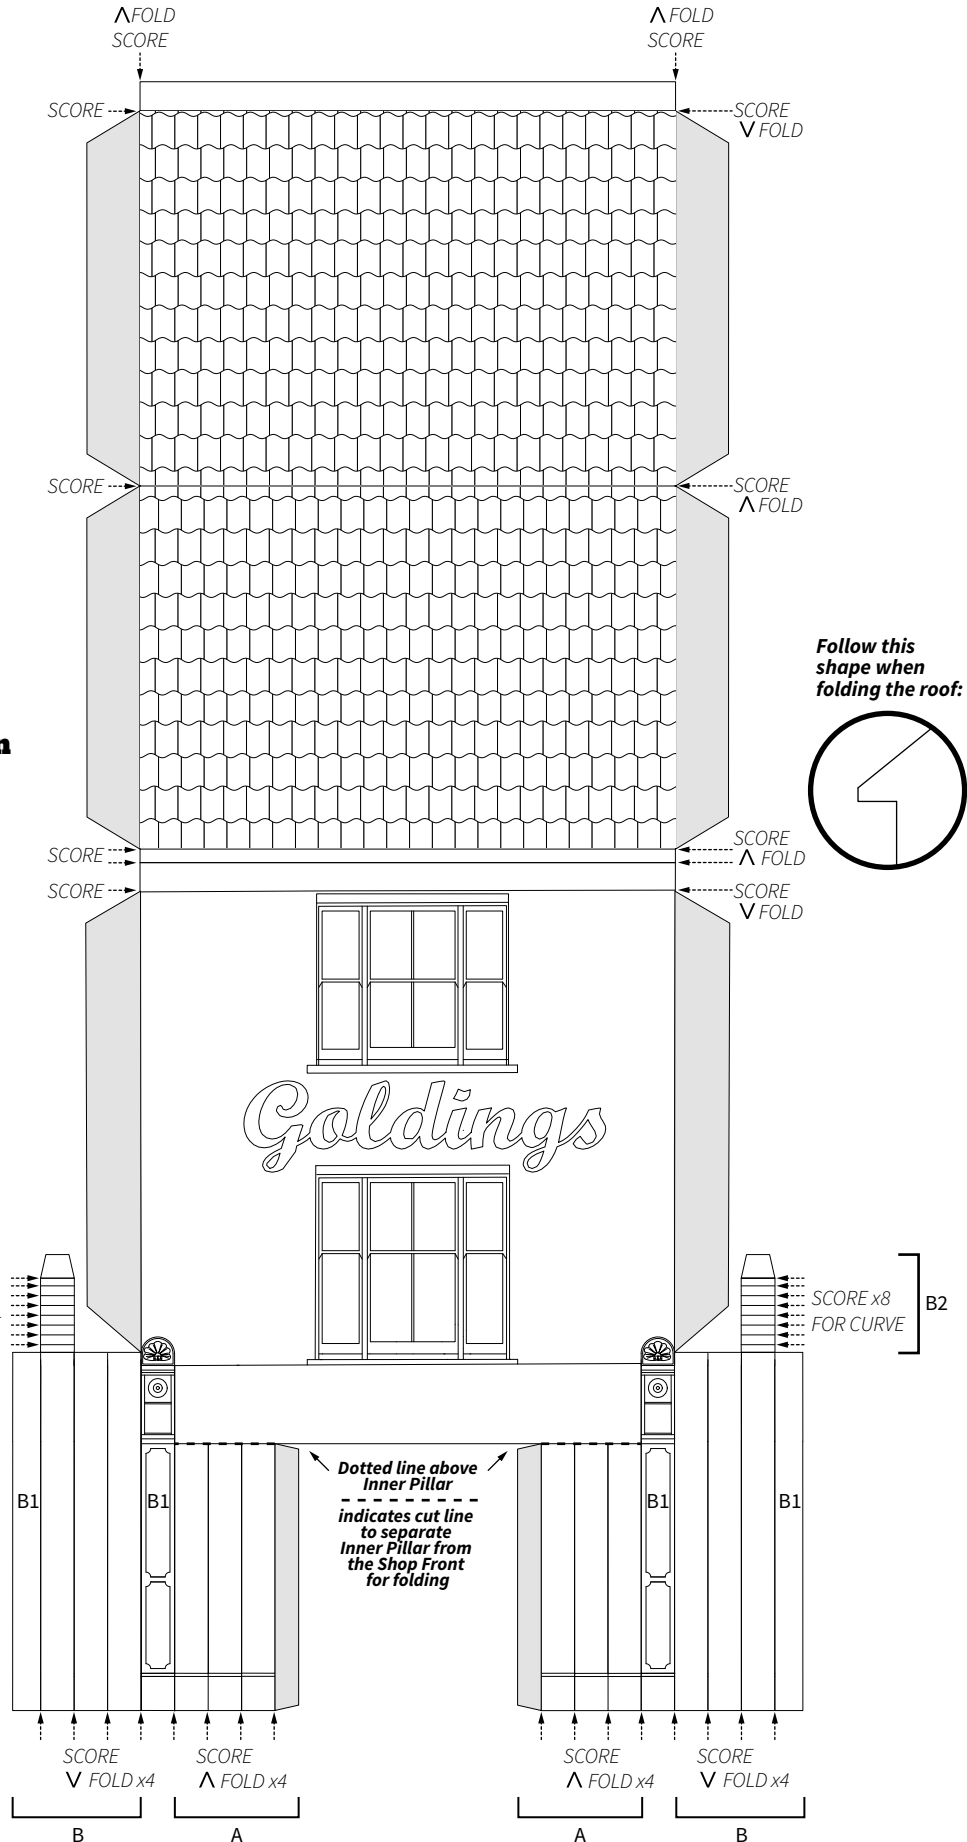 ΛFOLD
SCORE
ΛFOLD
SCORE
SCORE
SCORE
V FOLD
SCORE
SCORE
Λ FOLD
Follow this
shape when
folding the roof:
n
SCORE
SCORE
Λ FOLD
SCORE
SCORE
V FOLD
Goldings
SCORE x8
FOR CURVE
B2
Dotted line above
Inner Pillar
indicates cut line
to separate
Inner Pillar from
the Shop Front
for folding
B1
B1
B1
B1
SCORE
V FOLD x4
SCORE
Λ FOLD x4
SCORE
Λ FOLD x4
SCORE
V FOLD x4
B
A
A
B